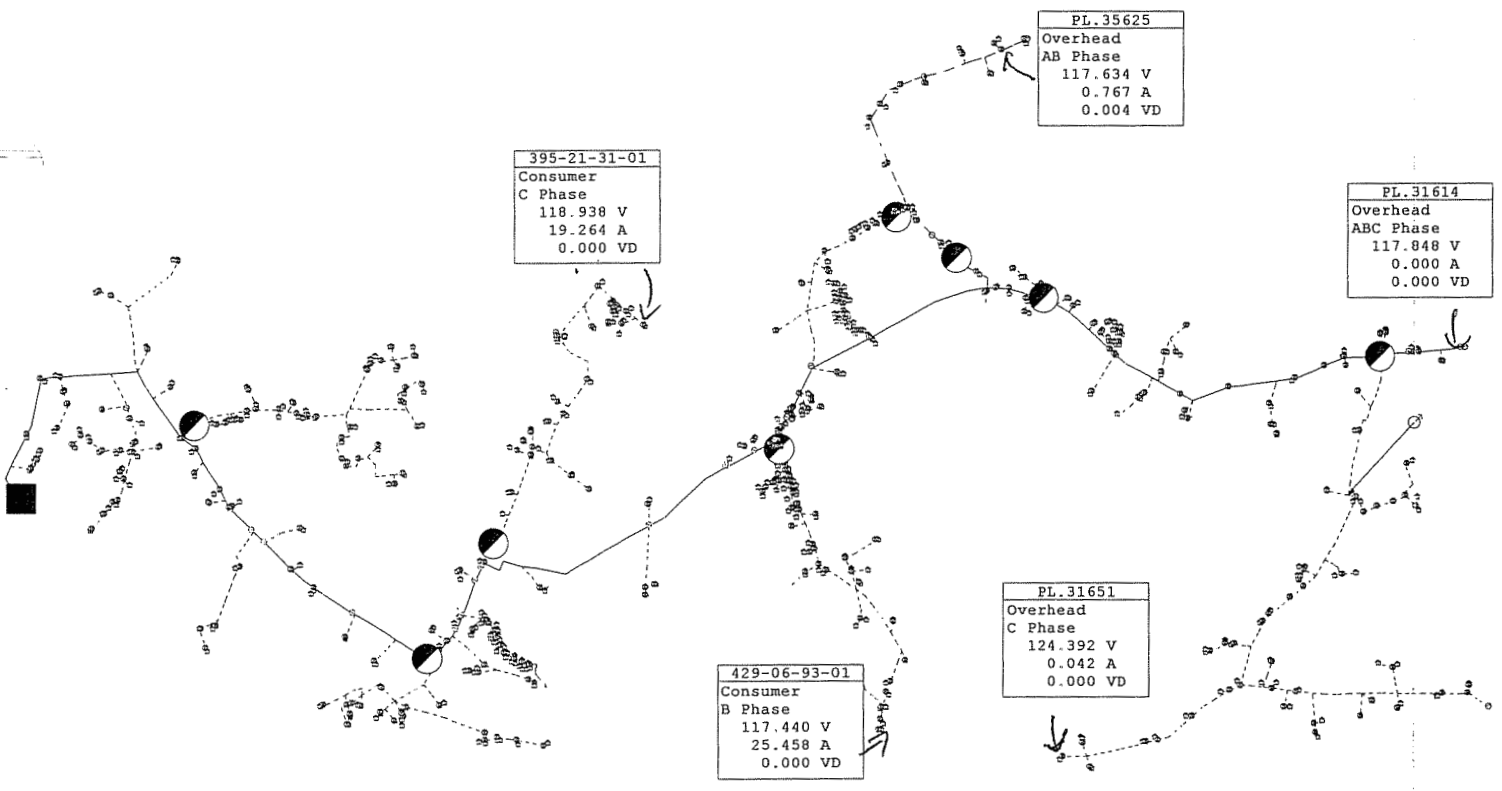 PL.35625
Overhead
AB Phase
117.634 V
0.767 A
0.004 VD
395-21-31-01
Consumer
C Phase
118.938 V
19.264 A
0.000 VD
PL.31614
Overhead
ABC Phase
117.848 V
0.000 A
0.000 VD
PL.31651
Overhead
C Phase
124.392 V
0.042 A
0.000 VD
429-06-93-01
Consumer
B Phase
117.440 V
25.458 A
0.000 VD